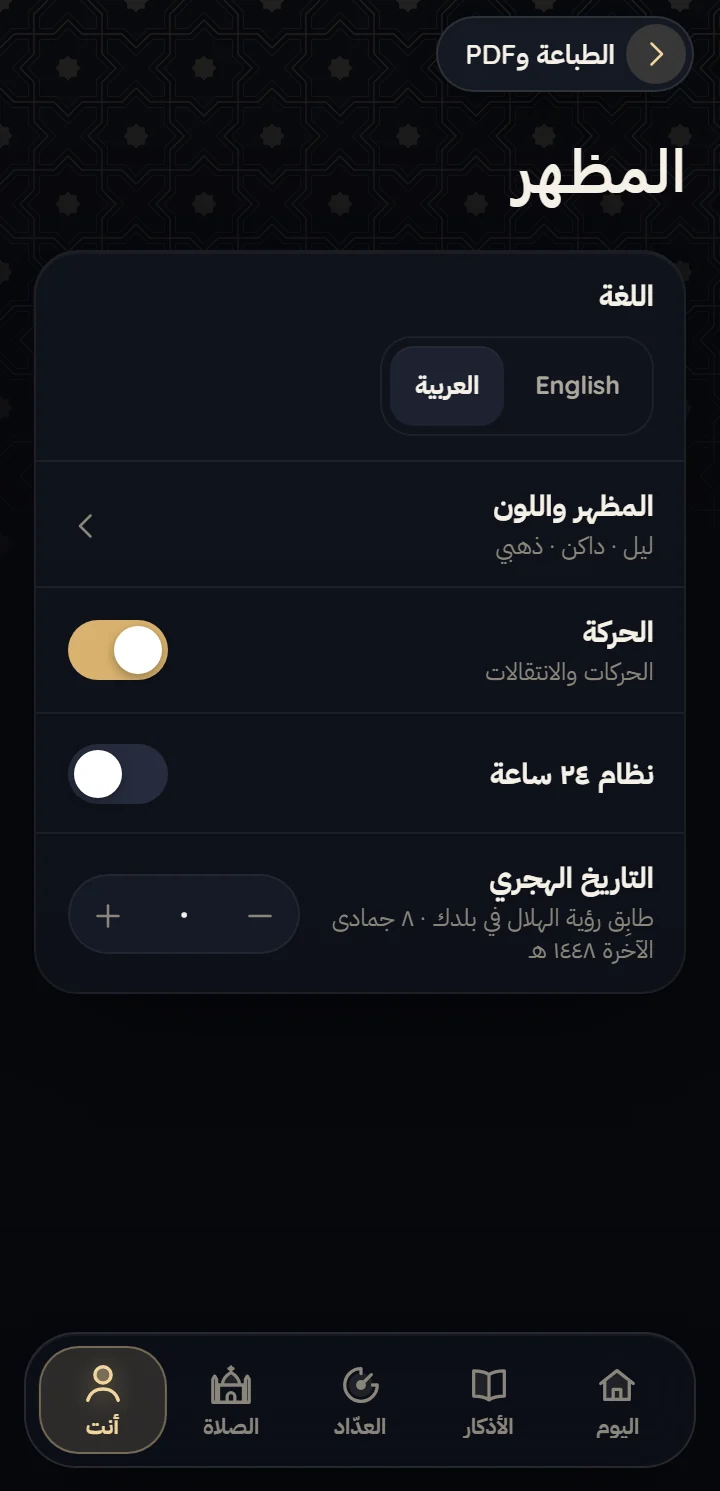 الطباعة وPDF
المظهر
اللغة
English
العربية
المظهر واللون
ليل · داكن · ذهبي
الحركة
الحركات والانتقالات
نظام ٢٤ ساعة
التاريخ الهجري
طابِق رؤية الهلال في بلدك · ٨ جمادى
الآخرة ١٤٤٨ هـ
− ٠ +
اليوم
الأذكار
العدّاد
الصلاة
أنت